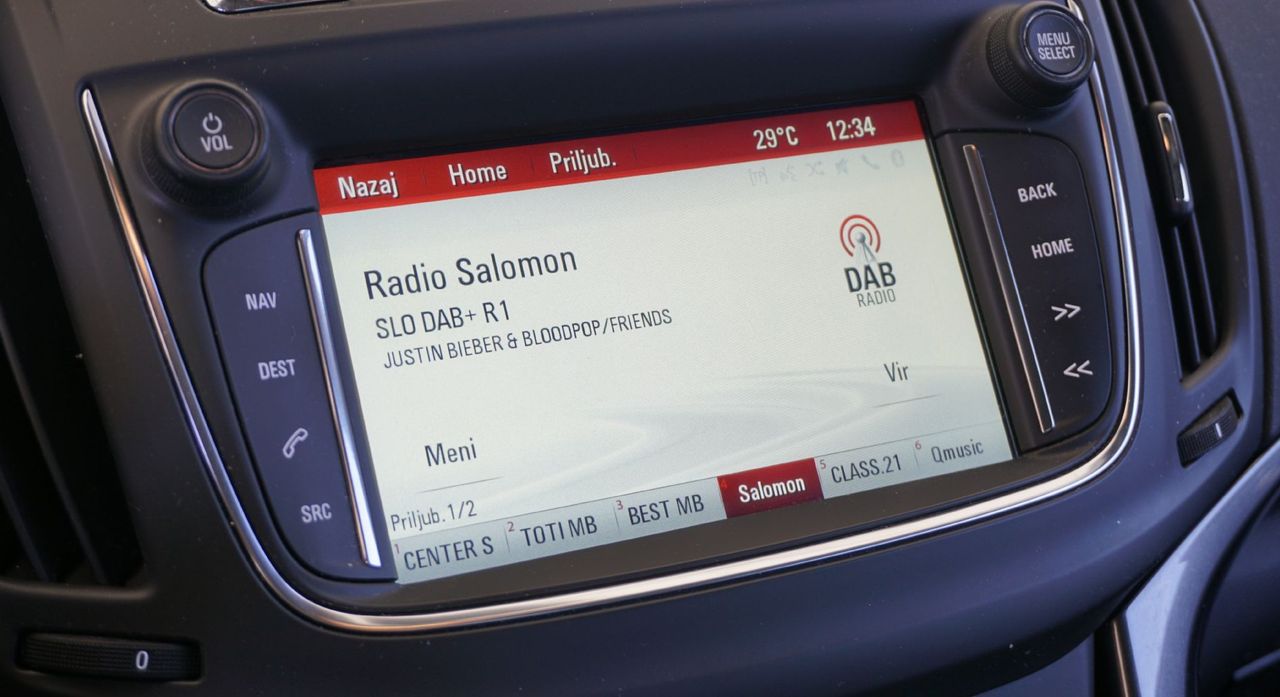 VOL
MENU
SELECT
Nazaj Home Priljub. 29°C 12:34
NAV
DEST
SRC
Radio Salomon
SLO DAB+ R1
JUSTIN BIEBER & BLOODPOP/FRIENDS
DAB
RADIO
Vir
Meni
Priljub.1/2
1 CENTER S 2 TOTI MB 3 BEST MB 4 Salomon 5 CLASS.21 6 Qmusic
BACK
HOME
>>
<<
0
I